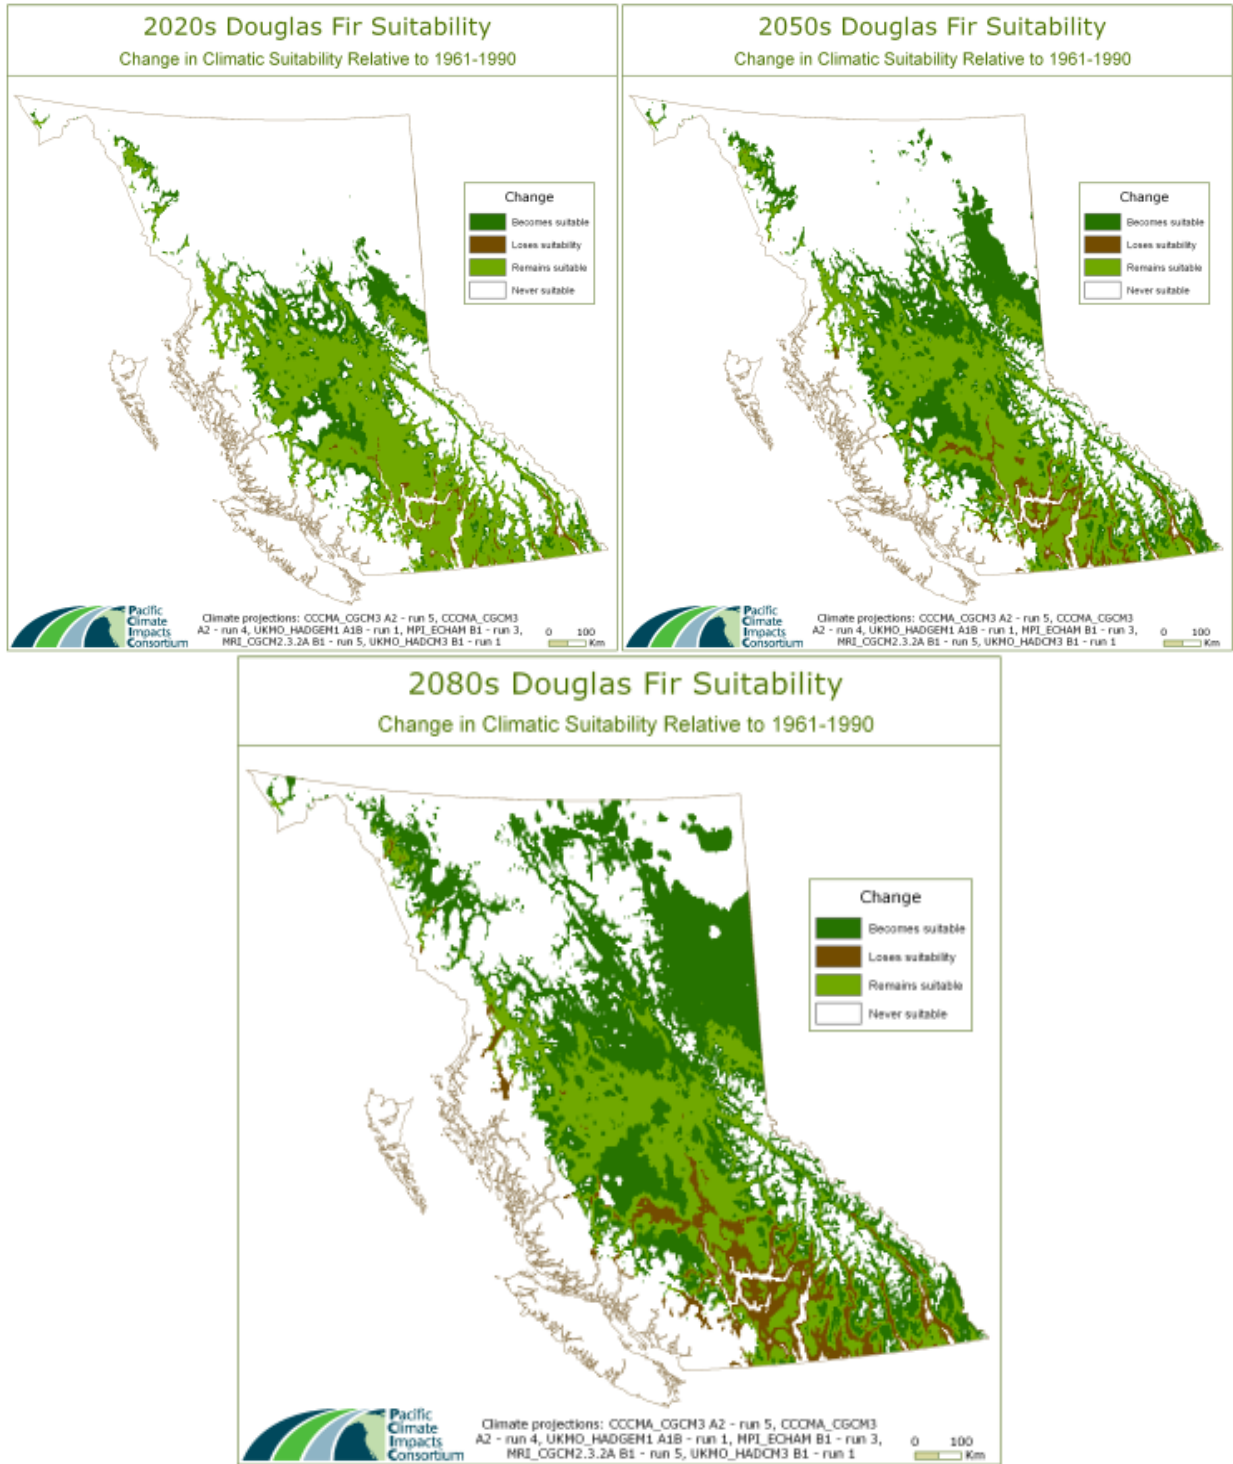 2020s Douglas Fir Suitability
Change in Climatic Suitability Relative to 1961-1990
Change
Becomes suitable
Loses suitability
Remains suitable
Never suitable
Pacific
Climate
Impacts
Consortium
Climate projections: CCCMA_CGCM3 A2 - run 5, CCCMA_CGCM3
A2 - run 4, UKMO_HADGEM1 A1B - run 1, MPI_ECHAM B1 - run 3,
MRI_CGCM2.3.2A B1 - run 5, UKMO_HADCM3 B1 - run 1
0 100
Km
2050s Douglas Fir Suitability
Change in Climatic Suitability Relative to 1961-1990
Change
Becomes suitable
Loses suitability
Remains suitable
Never suitable
Pacific
Climate
Impacts
Consortium
Climate projections: CCCMA_CGCM3 A2 - run 5, CCCMA_CGCM3
A2 - run 4, UKMO_HADGEM1 A1B - run 1, MPI_ECHAM B1 - run 3,
MRI_CGCM2.3.2A B1 - run 5, UKMO_HADCM3 B1 - run 1
0 100
Km
2080s Douglas Fir Suitability
Change in Climatic Suitability Relative to 1961-1990
Change
Becomes suitable
Loses suitability
Remains suitable
Never suitable
Pacific
Climate
Impacts
Consortium
Climate projections: CCCMA_CGCM3 A2 - run 5, CCCMA_CGCM3
A2 - run 4, UKMO_HADGEM1 A1B - run 1, MPI_ECHAM B1 - run 3,
MRI_CGCM2.3.2A B1 - run 5, UKMO_HADCM3 B1 - run 1
0 100
Km